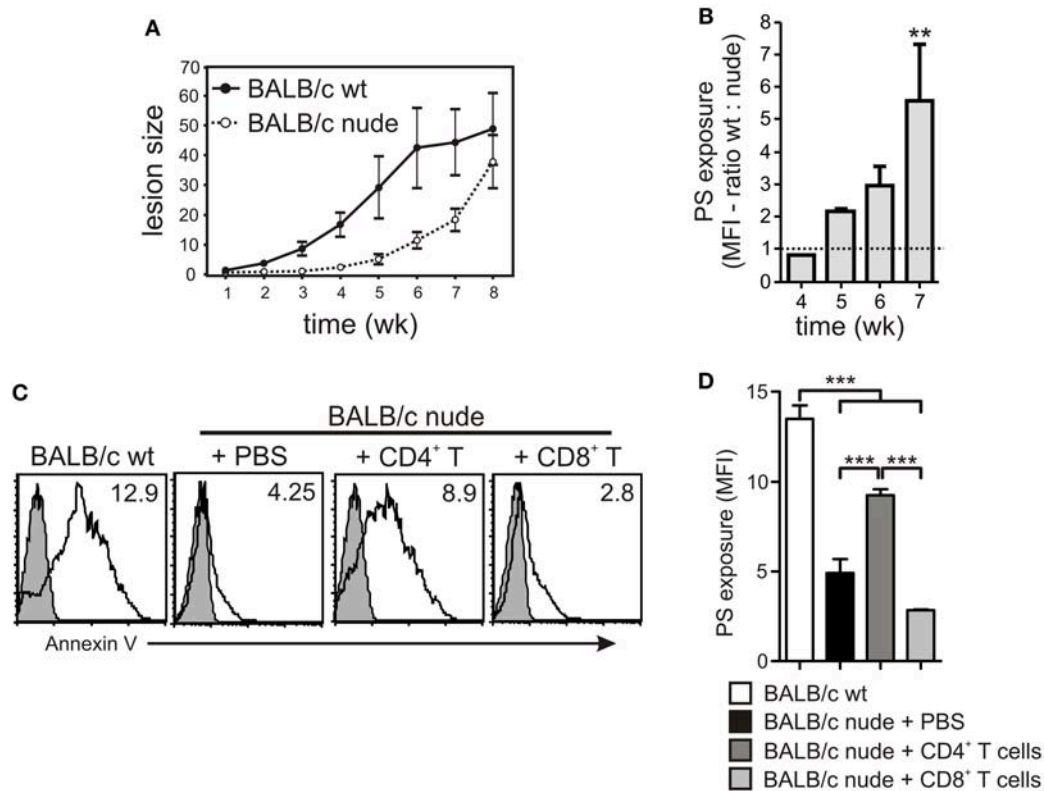 A
lesion size
70
60
50
40
30
20
10
0
BALB/c wt
BALB/c nude
1 2 3 4 5 6 7 8
time (wk)
B
PS exposure
(MFI - ratio wt : nude)
8
7
6
5
4
3
2
1
0
**
4 5 6 7
time (wk)
C
BALB/c nude
BALB/c wt + PBS + CD4⁺ T + CD8⁺ T
12.9 4.25 8.9 2.8
Annexin V
D
PS exposure (MFI)
15
10
5
0
***
*** ***
BALB/c wt
BALB/c nude + PBS
BALB/c nude + CD4⁺ T cells
BALB/c nude + CD8⁺ T cells